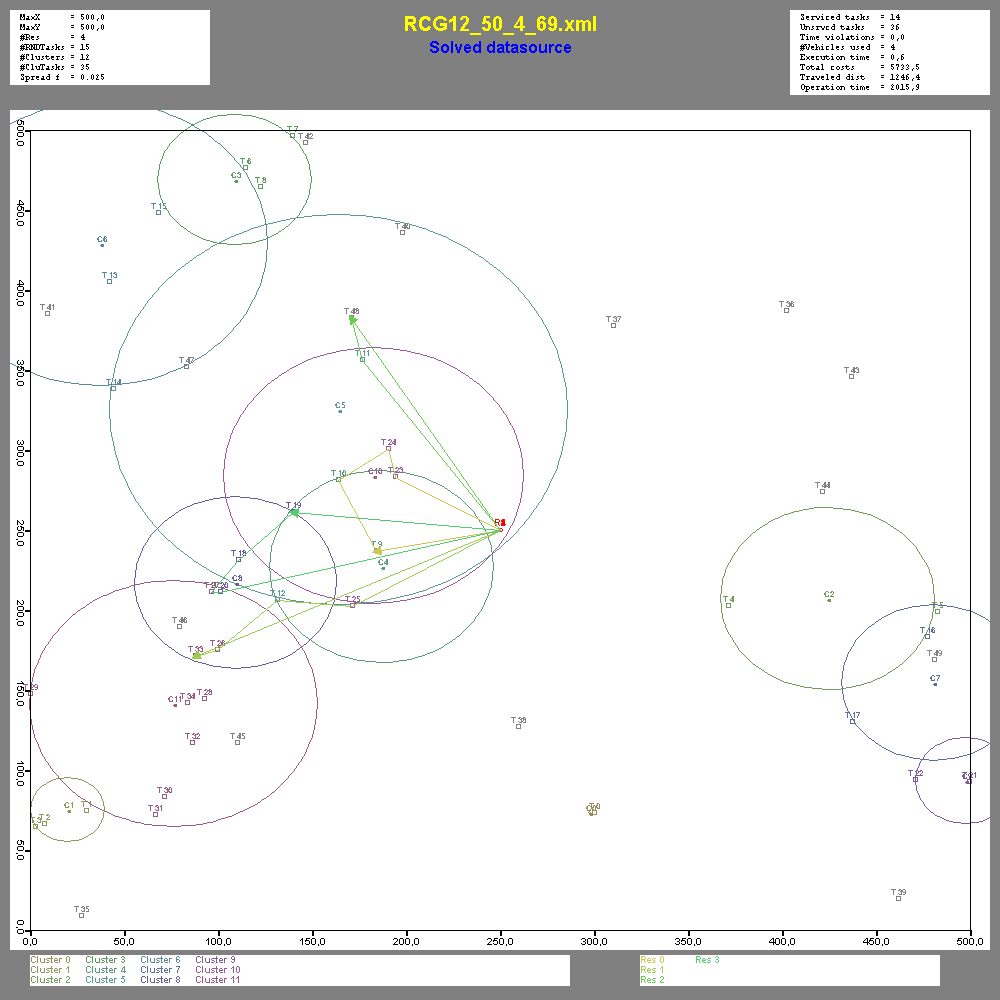 MaxX = 500,0
MaxY = 500,0
#Res = 4
#RNDTasks = 15
#Clusters = 12
#CluTasks = 35
Spread f = 0.025
RCG12_50_4_69.xml
Solved datasource
Serviced tasks = 14
Unsrvcd tasks = 36
Time violations = 0,0
#Vehicles used = 4
Execution time = 0,6
Total costs = 5733,5
Traveled dist = 1246,4
Operation time = 2015,9
500,0
T 7
T 42
T 6
C3
T 8
450,0
T 15
T 40
C6
400,0
T 13
T 41
T 48
T 36
T 37
350,0
T 11
T 47
T 43
T 14
C5
300,0
T 24
T 10
C10
T 23
T 44
250,0
T 19
T 9
T 18
C4
C8
T 20
200,0
T 12
T 25
C2
T 4
T 5
T 46
T 16
T 33
T 26
T 49
150,0
C7
C11
T 34
T 28
T 17
T 38
T 32
T 45
100,0
T 22
T 21
T 30
C1
T 1
T 31
T 2
T 3
T 0
50,0
T 39
T 35
0,0
0,0 50,0 100,0 150,0 200,0 250,0 300,0 350,0 400,0 450,0 500,0
Cluster 0 Cluster 3 Cluster 6 Cluster 9 Res 0 Res 3
Cluster 1 Cluster 4 Cluster 7 Cluster 10 Res 1
Cluster 2 Cluster 5 Cluster 8 Cluster 11 Res 2